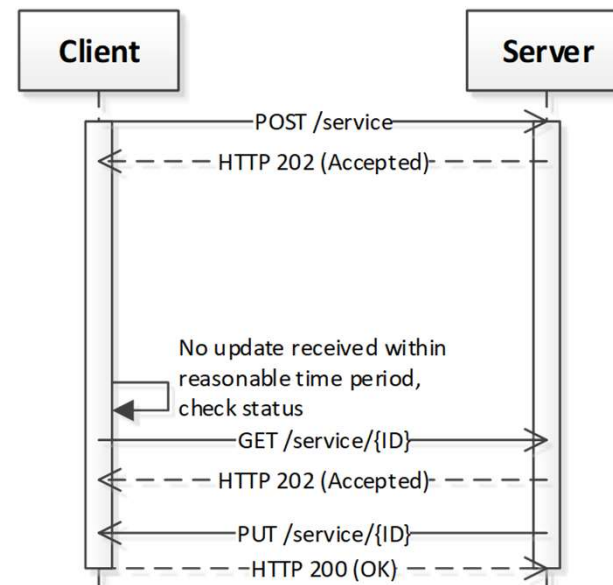 Client
Server
POST /service
HTTP 202 (Accepted)
No update received within
reasonable time period,
check status
GET /service/{ID}
HTTP 202 (Accepted)
PUT /service/{ID}
HTTP 200 (OK)